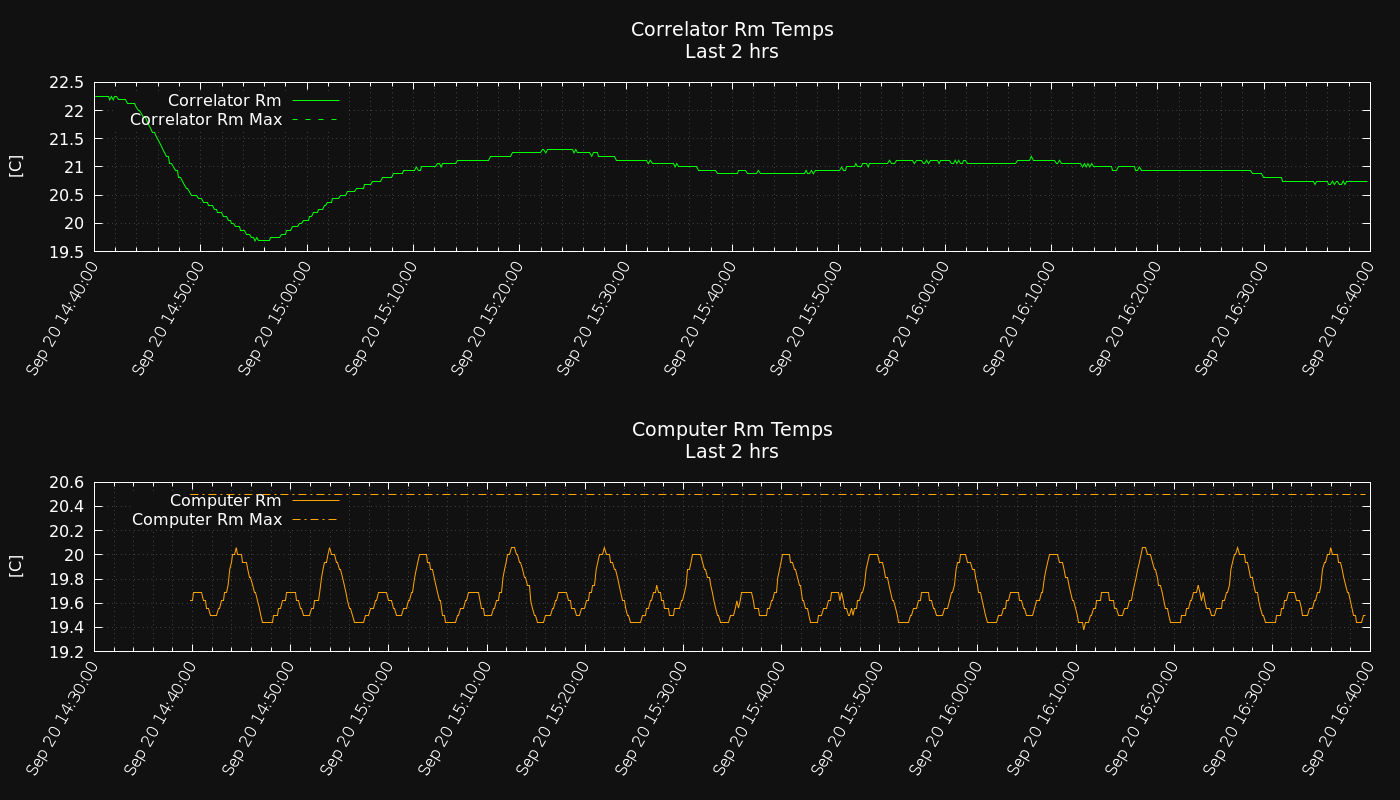 Correlator Rm Temps
Last 2 hrs
22.5
22
21.5
21
20.5
20
19.5
[C]
Correlator Rm
Correlator Rm Max
Sep 20 14:40:00
Sep 20 14:50:00
Sep 20 15:00:00
Sep 20 15:10:00
Sep 20 15:20:00
Sep 20 15:30:00
Sep 20 15:40:00
Sep 20 15:50:00
Sep 20 16:00:00
Sep 20 16:10:00
Sep 20 16:20:00
Sep 20 16:30:00
Sep 20 16:40:00
Computer Rm Temps
Last 2 hrs
20.6
20.4
20.2
20
19.8
19.6
19.4
19.2
[C]
Computer Rm
Computer Rm Max
Sep 20 14:30:00
Sep 20 14:40:00
Sep 20 14:50:00
Sep 20 15:00:00
Sep 20 15:10:00
Sep 20 15:20:00
Sep 20 15:30:00
Sep 20 15:40:00
Sep 20 15:50:00
Sep 20 16:00:00
Sep 20 16:10:00
Sep 20 16:20:00
Sep 20 16:30:00
Sep 20 16:40:00